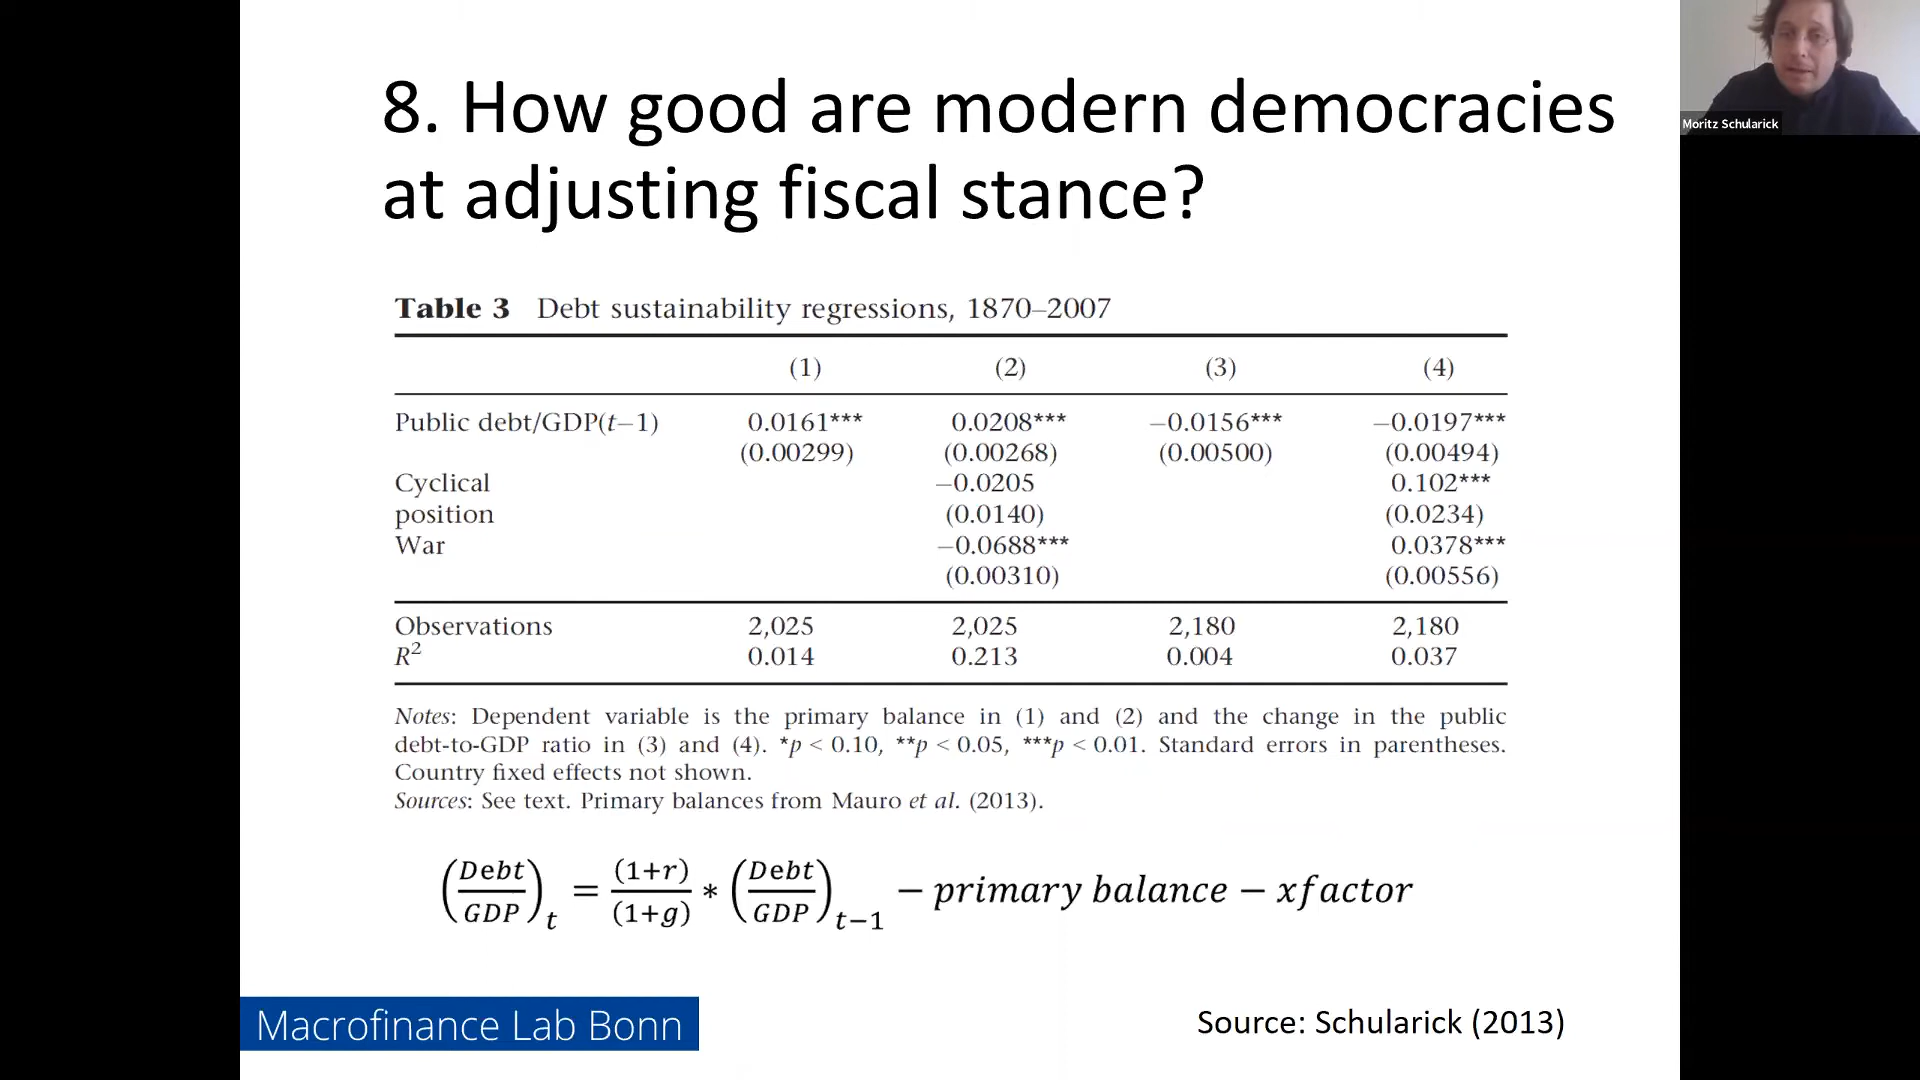 8. How good are modern democracies
at adjusting fiscal stance?
Moritz Schularick
Table 3 Debt sustainability regressions, 1870–2007
(1) (2) (3) (4)
Public debt/GDP(t−1) 0.0161*** 0.0208*** −0.0156*** −0.0197***
(0.00299) (0.00268) (0.00500) (0.00494)
Cyclical −0.0205 0.102***
position (0.0140) (0.0234)
War −0.0688*** 0.0378***
(0.00310) (0.00556)
Observations 2,025 2,025 2,180 2,180
R² 0.014 0.213 0.004 0.037
Notes: Dependent variable is the primary balance in (1) and (2) and the change in the public
debt-to-GDP ratio in (3) and (4). *p < 0.10, **p < 0.05, ***p < 0.01. Standard errors in parentheses.
Country fixed effects not shown.
Sources: See text. Primary balances from Mauro et al. (2013).
(Debt/GDP)t = (1+r)/(1+g) * (Debt/GDP)t−1 − primary balance − xfactor
Macrofinance Lab Bonn
Source: Schularick (2013)